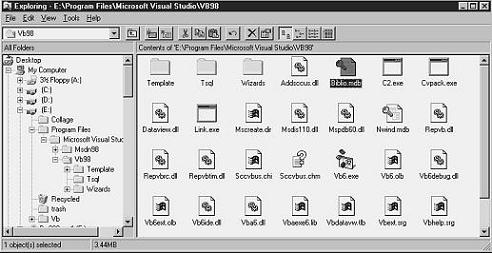 Exploring - E:\Program Files\Microsoft Visual Studio\VB98
File Edit View Tools Help
Vb98
All Folders
Contents of 'E:\Program Files\Microsoft Visual Studio\VB98'
Desktop
My Computer
3½ Floppy (A:)
(C:)
(D:)
(E:)
Collage
Program Files
Microsoft Visual Studio
Msdn98
Vb98
Template
Tsql
Wizards
Recycled
trash
Vb
Template Tsql Wizards Addsccus.dll Biblio.mdb C2.exe Cvpack.exe
Dataview.dll Link.exe Mscreate.dir Msdis110.dll Mspdb60.dll Nwind.mdb Repvb.dll
Repvbrc.dll Repvbtim.dll Sccvbus.chi Sccvbus.chm Vb6.exe Vb6.olb Vb6debug.dll
Vb6ext.olb Vb6ide.dll Vba6.dll Vbaexe6.lib Vbdatavw.tlb Vbext.srg Vbhelp.srg
1 object(s) selected
3.44MB